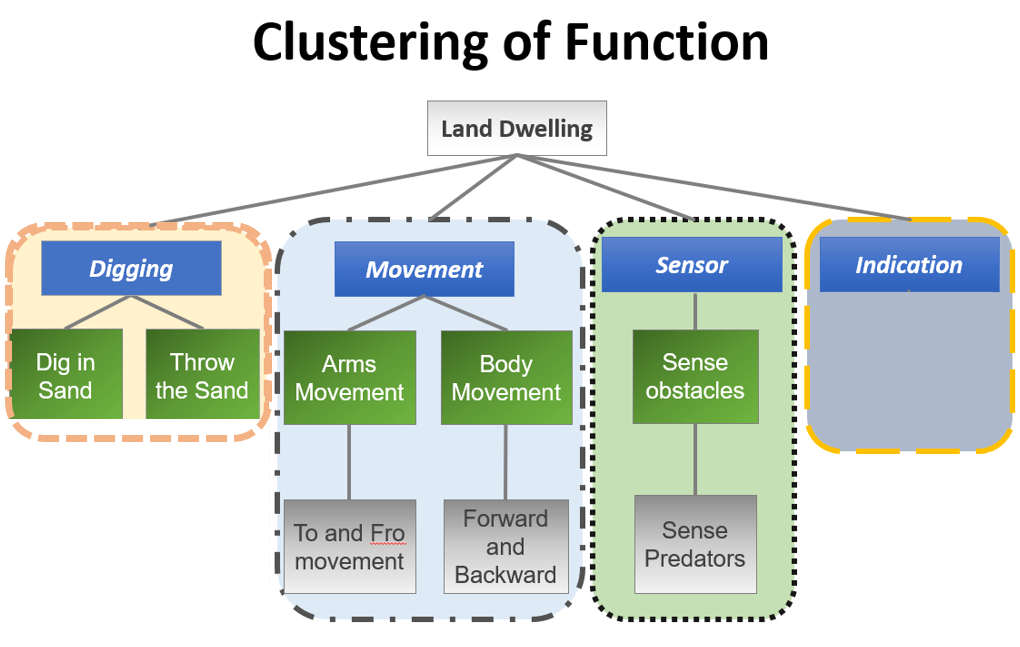 Clustering of Function
Land Dwelling
Digging
Movement
Sensor
Indication
Dig in
Sand
Throw
the Sand
Arms
Movement
Body
Movement
Sense
obstacles
To and Fro
movement
Forward
and
Backward
Sense
Predators